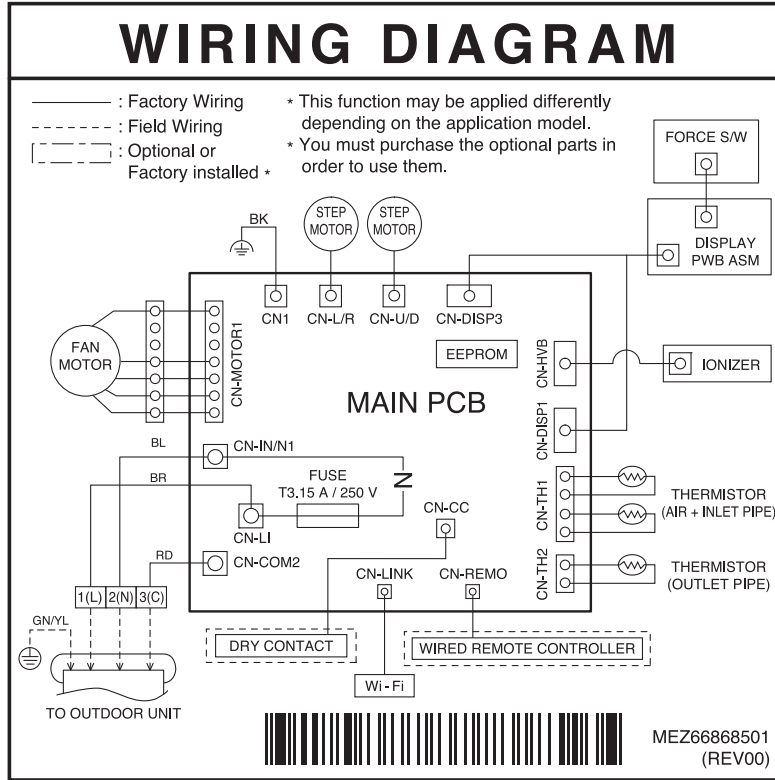 WIRING DIAGRAM
: Factory Wiring
: Field Wiring
: Optional or
Factory installed *
* This function may be applied differently
depending on the application model.
* You must purchase the optional parts in
order to use them.
FORCE S/W
DISPLAY
PWB ASM
BK
STEP
MOTOR
STEP
MOTOR
CN1
CN-L/R
CN-U/D
CN-DISP3
FAN
MOTOR
CN-MOTOR1
EEPROM
CN-HVB
IONIZER
MAIN PCB
CN-DISP1
BL
CN-IN/N1
BR
FUSE
T3.15 A / 250 V
N
CN-LI
CN-CC
CN-TH1
THERMISTOR
(AIR + INLET PIPE)
RD
CN-COM2
CN-LINK
CN-REMO
CN-TH2
THERMISTOR
(OUTLET PIPE)
1(L) 2(N) 3(C)
GN/YL
DRY CONTACT
WIRED REMOTE CONTROLLER
Wi-Fi
TO OUTDOOR UNIT
MEZ66868501
(REV00)